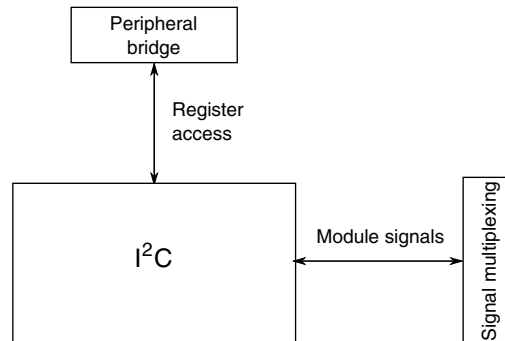 Peripheral
bridge
Register
access
I²C
Module signals
Signal multiplexing